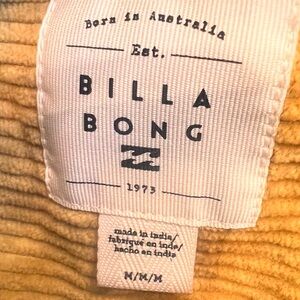 Born in Australia
Est.
BILLA
BONG
1973
made in india/
fabriqué en inde/
hecho en india
M/M/M